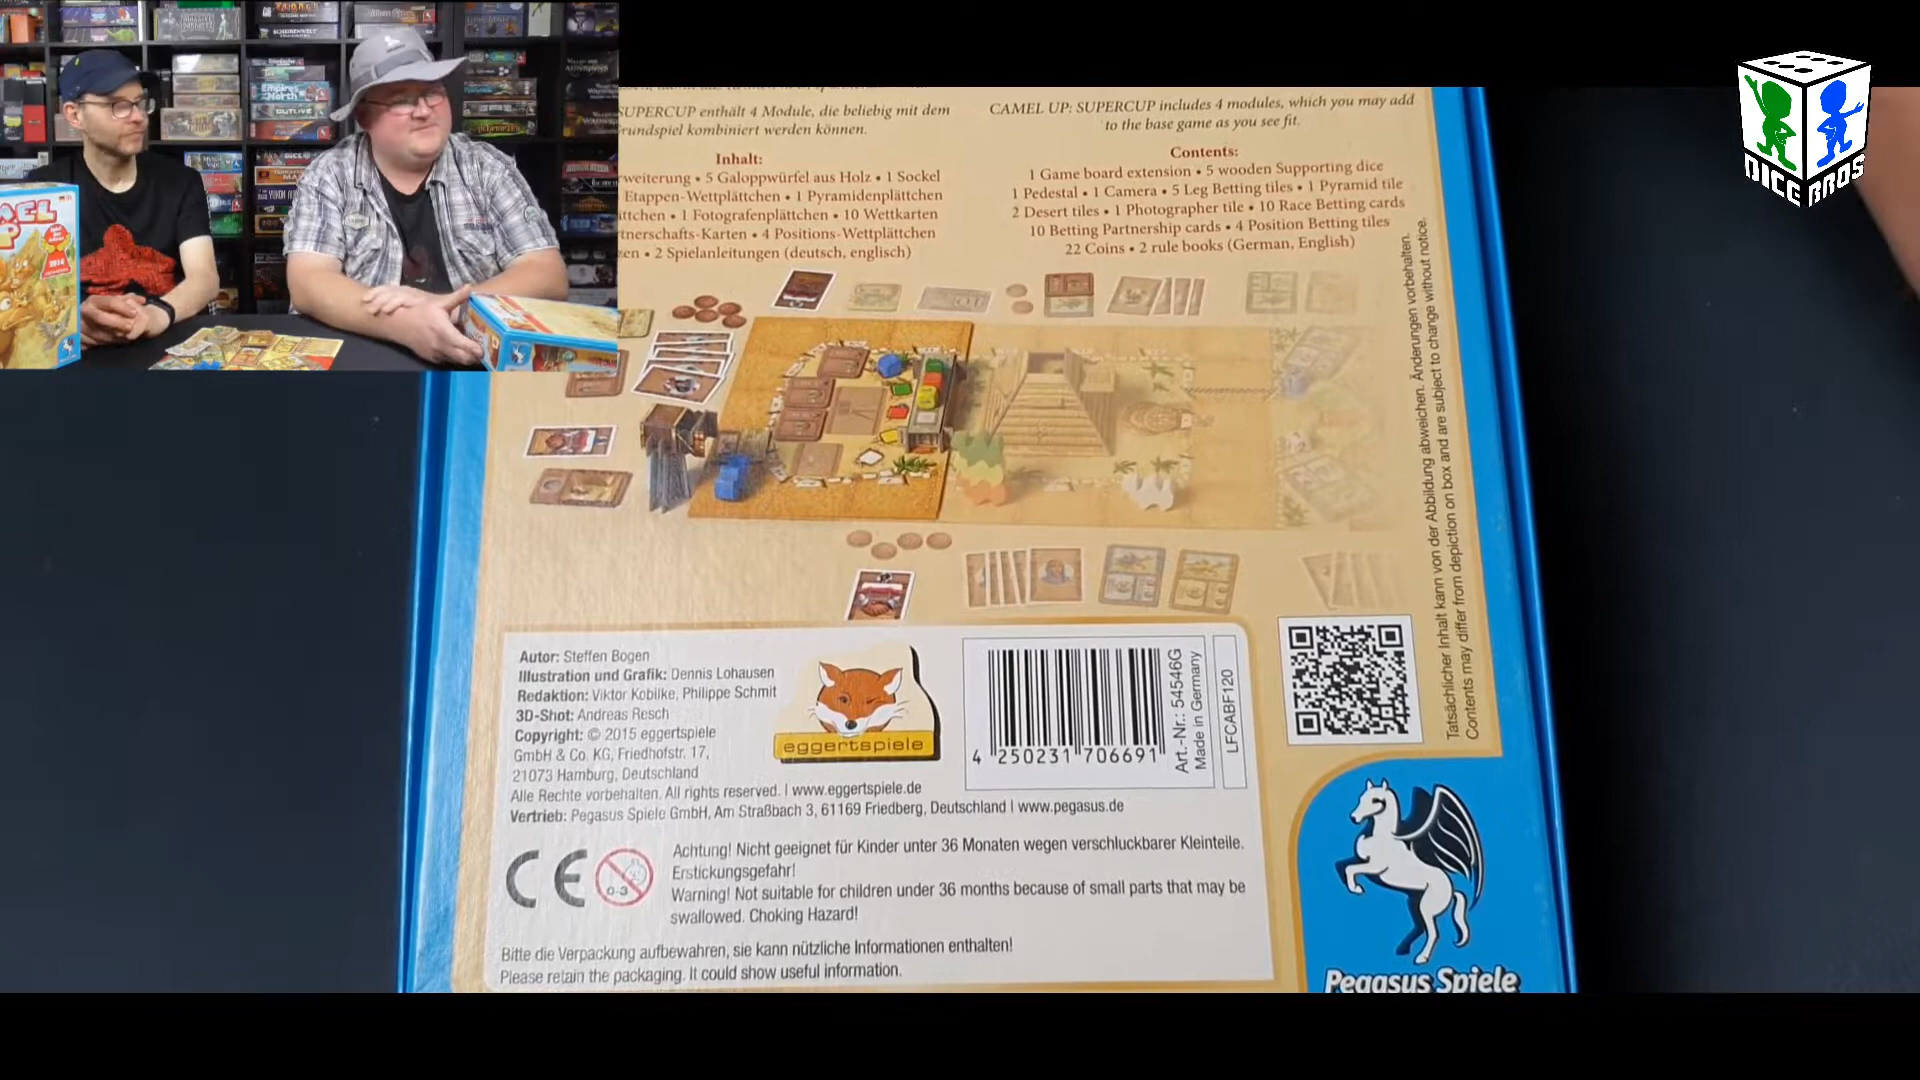 SUPERCUP enthält 4 Module, die beliebig mit dem
rundspiel kombiniert werden können.
Inhalt:
rweiterung • 5 Galoppwürfel aus Holz • 1 Sockel
Etappen-Wettplättchen • 1 Pyramidenplättchen
ttchen • 1 Fotografenplättchen • 10 Wettkarten
tnerschafts-Karten • 4 Positions-Wettplättchen
en • 2 Spielanleitungen (deutsch, englisch)
CAMEL UP: SUPERCUP includes 4 modules, which you may add
to the base game as you see fit.
Contents:
1 Game board extension • 5 wooden Supporting dice
1 Pedestal • 1 Camera • 5 Leg Betting tiles • 1 Pyramid tile
2 Desert tiles • 1 Photographer tile • 10 Race Betting cards
10 Betting Partnership cards • 4 Position Betting tiles
22 Coins • 2 rule books (German, English)
Tatsächlicher Inhalt kann von der Abbildung abweichen. Änderungen vorbehalten.
Contents may differ from depiction on box and are subject to change without notice.
Autor: Steffen Bogen
Illustration und Grafik: Dennis Lohausen
Redaktion: Viktor Kobilke, Philippe Schmit
3D-Shot: Andreas Resch
Copyright: © 2015 eggertspiele
GmbH & Co. KG, Friedhofstr. 17,
21073 Hamburg, Deutschland
Alle Rechte vorbehalten. All rights reserved. | www.eggertspiele.de
Vertrieb: Pegasus Spiele GmbH, Am Straßbach 3, 61169 Friedberg, Deutschland | www.pegasus.de
eggertspiele
4 250231 706691
Art.-Nr.: 54546G
Made in Germany
LFCABF120
CE
0-3
Achtung! Nicht geeignet für Kinder unter 36 Monaten wegen verschluckbarer Kleinteile.
Erstickungsgefahr!
Warning! Not suitable for children under 36 months because of small parts that may be
swallowed. Choking Hazard!
Bitte die Verpackung aufbewahren, sie kann nützliche Informationen enthalten!
Please retain the packaging. It could show useful information.
Pegasus Spiele
DICE BROS
Empires
North
OUTLIVE